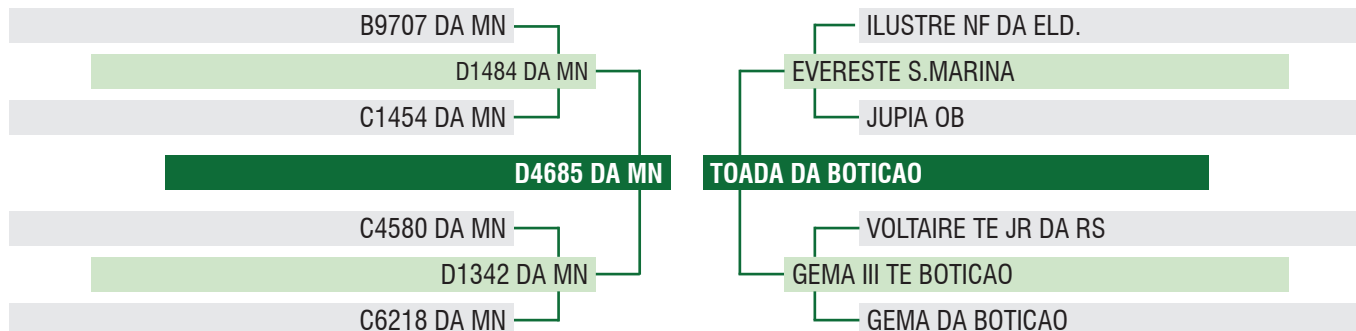 B9707 DA MN
ILUSTRE NF DA ELD.
D1484 DA MN
EVERESTE S.MARINA
C1454 DA MN
JUPIA OB
D4685 DA MN
TOADA DA BOTICAO
C4580 DA MN
VOLTAIRE TE JR DA RS
D1342 DA MN
GEMA III TE BOTICAO
C6218 DA MN
GEMA DA BOTICAO